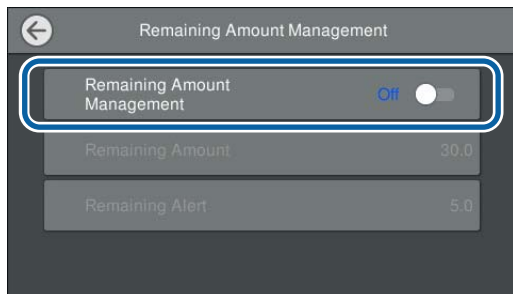 Remaining Amount Management
Remaining Amount
Management
Off
Remaining Amount
30.0
Remaining Alert
5.0